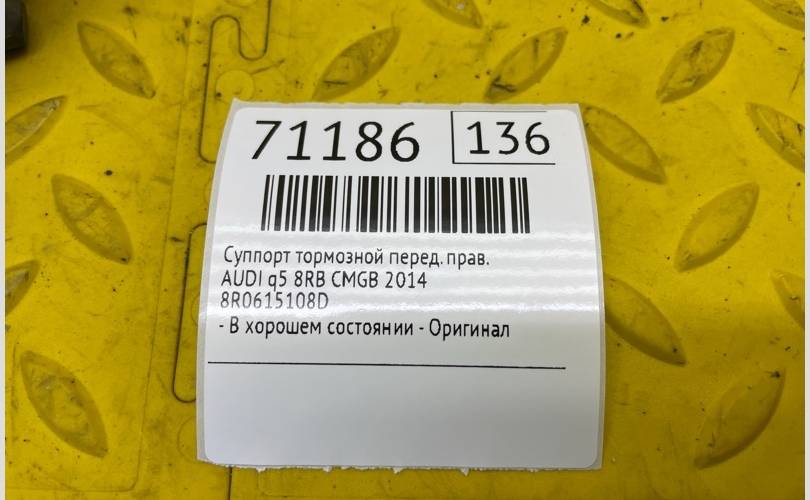 71186 136
Суппорт тормозной перед. прав.
AUDI q5 8RB CMGB 2014
8R0615108D
- В хорошем состоянии - Оригинал